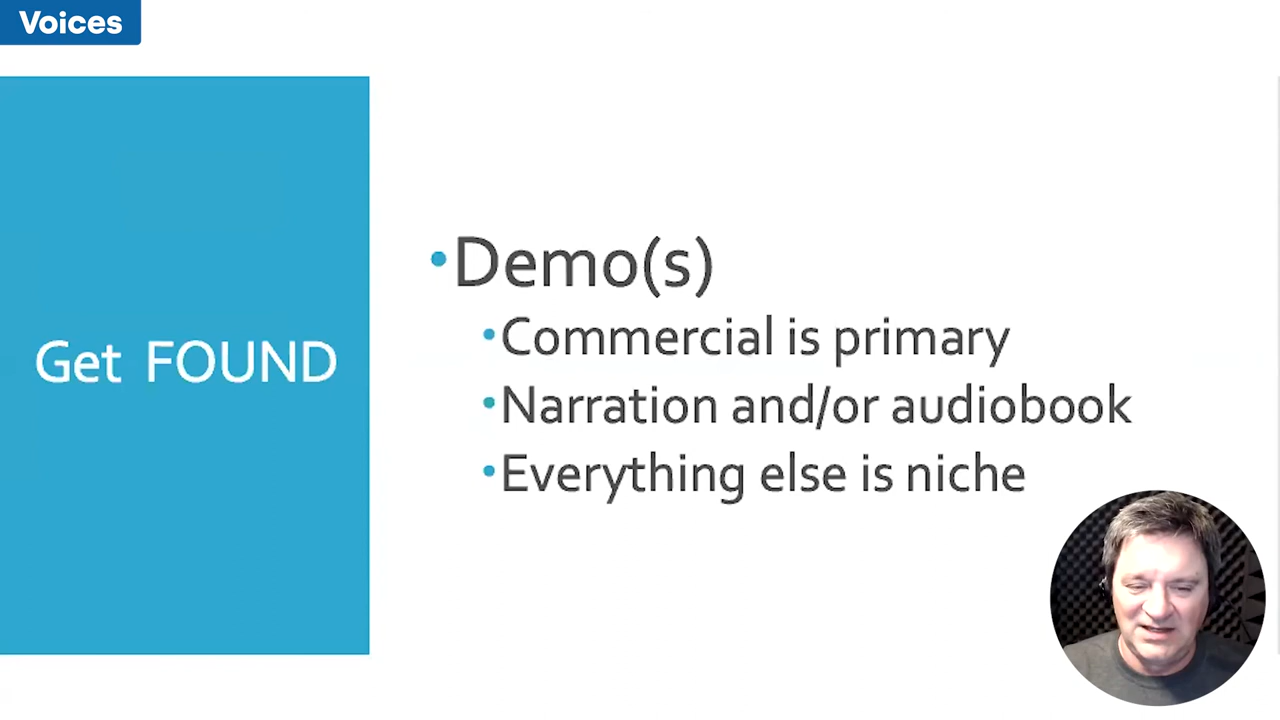 Voices
Get FOUND
•Demo(s)
•Commercial is primary
•Narration and/or audiobook
•Everything else is niche